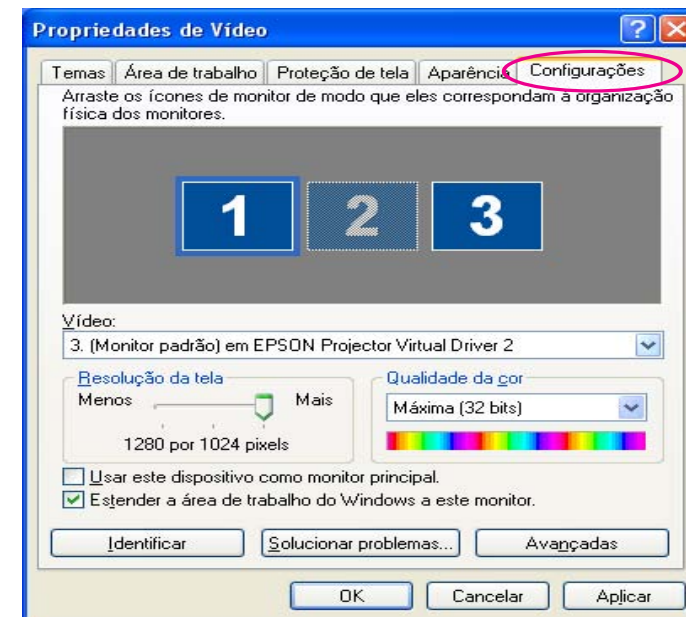 Propriedades de Vídeo
Temas Área de trabalho Proteção de tela Aparência Configurações
Arraste os ícones de monitor de modo que eles correspondam à organização
física dos monitores.
1 2 3
Vídeo:
3. (Monitor padrão) em EPSON Projector Virtual Driver 2
Resolução da tela Qualidade da cor
Menos Mais Máxima (32 bits)
1280 por 1024 pixels
Usar este dispositivo como monitor principal.
Estender a área de trabalho do Windows a este monitor.
Identificar Solucionar problemas... Avançadas
OK Cancelar Aplicar